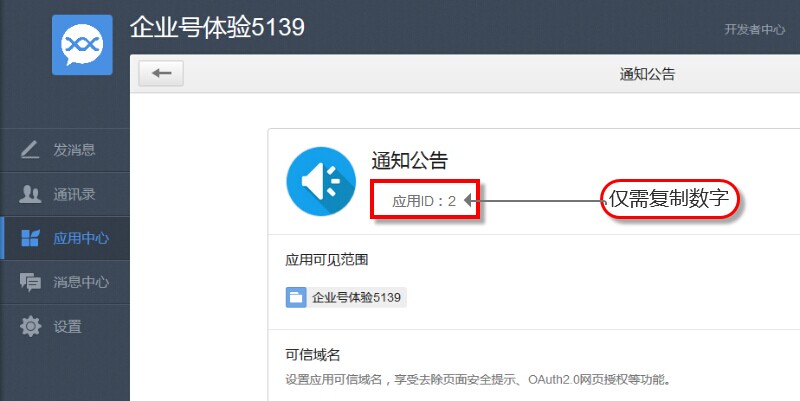 企业号体验5139
开发者中心
通知公告
发消息
通讯录
应用中心
消息中心
设置
通知公告
应用ID：2
仅需复制数字
应用可见范围
企业号体验5139
可信域名
设置应用可信域名，享受去除页面安全提示、OAuth2.0网页授权等功能。